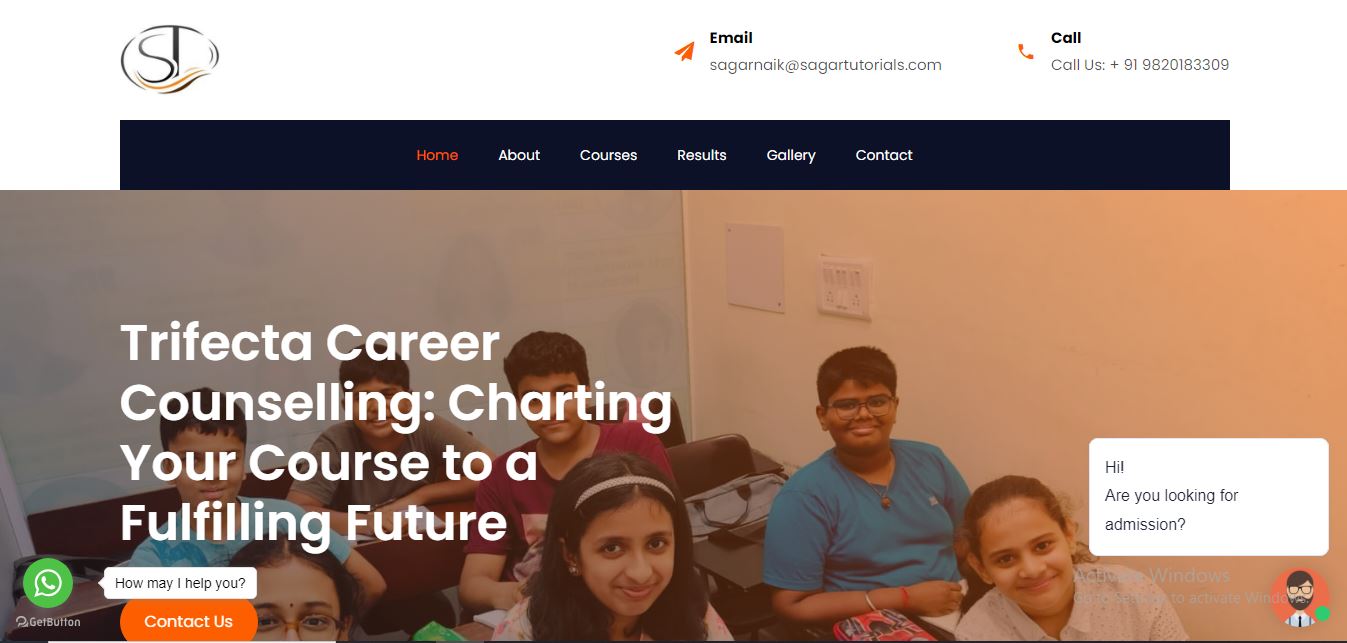 ST
Email
sagarnaik@sagartutorials.com
Call
Call Us: + 91 9820183309
Home
About
Courses
Results
Gallery
Contact
Trifecta Career
Counselling: Charting
Your Course to a
Fulfilling Future
Hi!
Are you looking for
admission?
Activate Windows
Go to Settings to activate Windows.
How may I help you?
GetButton
Contact Us